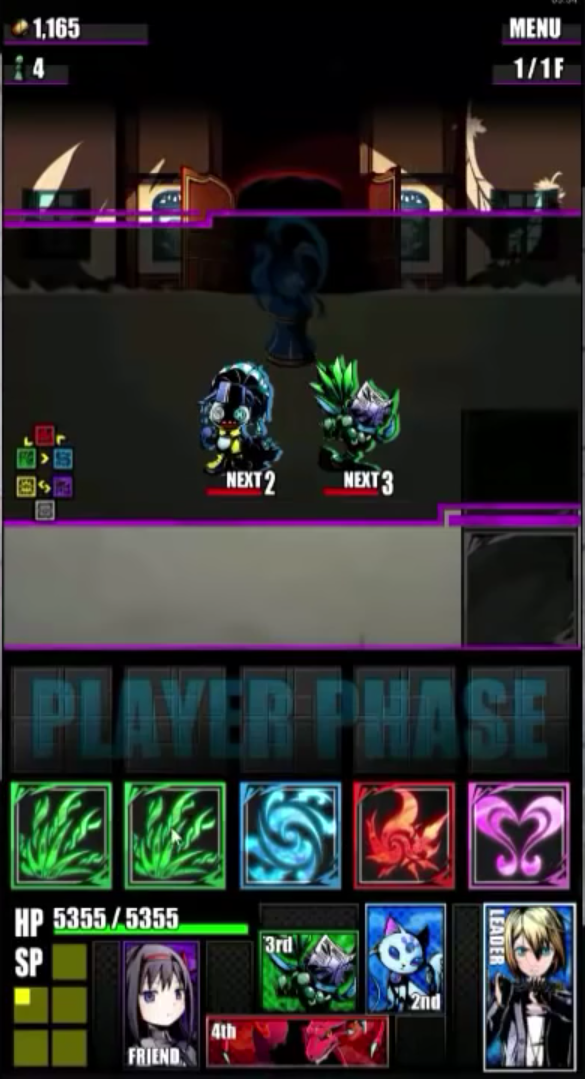 1,165
MENU
4
1/1F
NEXT 2
NEXT 3
PLAYER PHASE
HP 5355/5355
SP
3rd
2nd
LEADER
4th
FRIEND